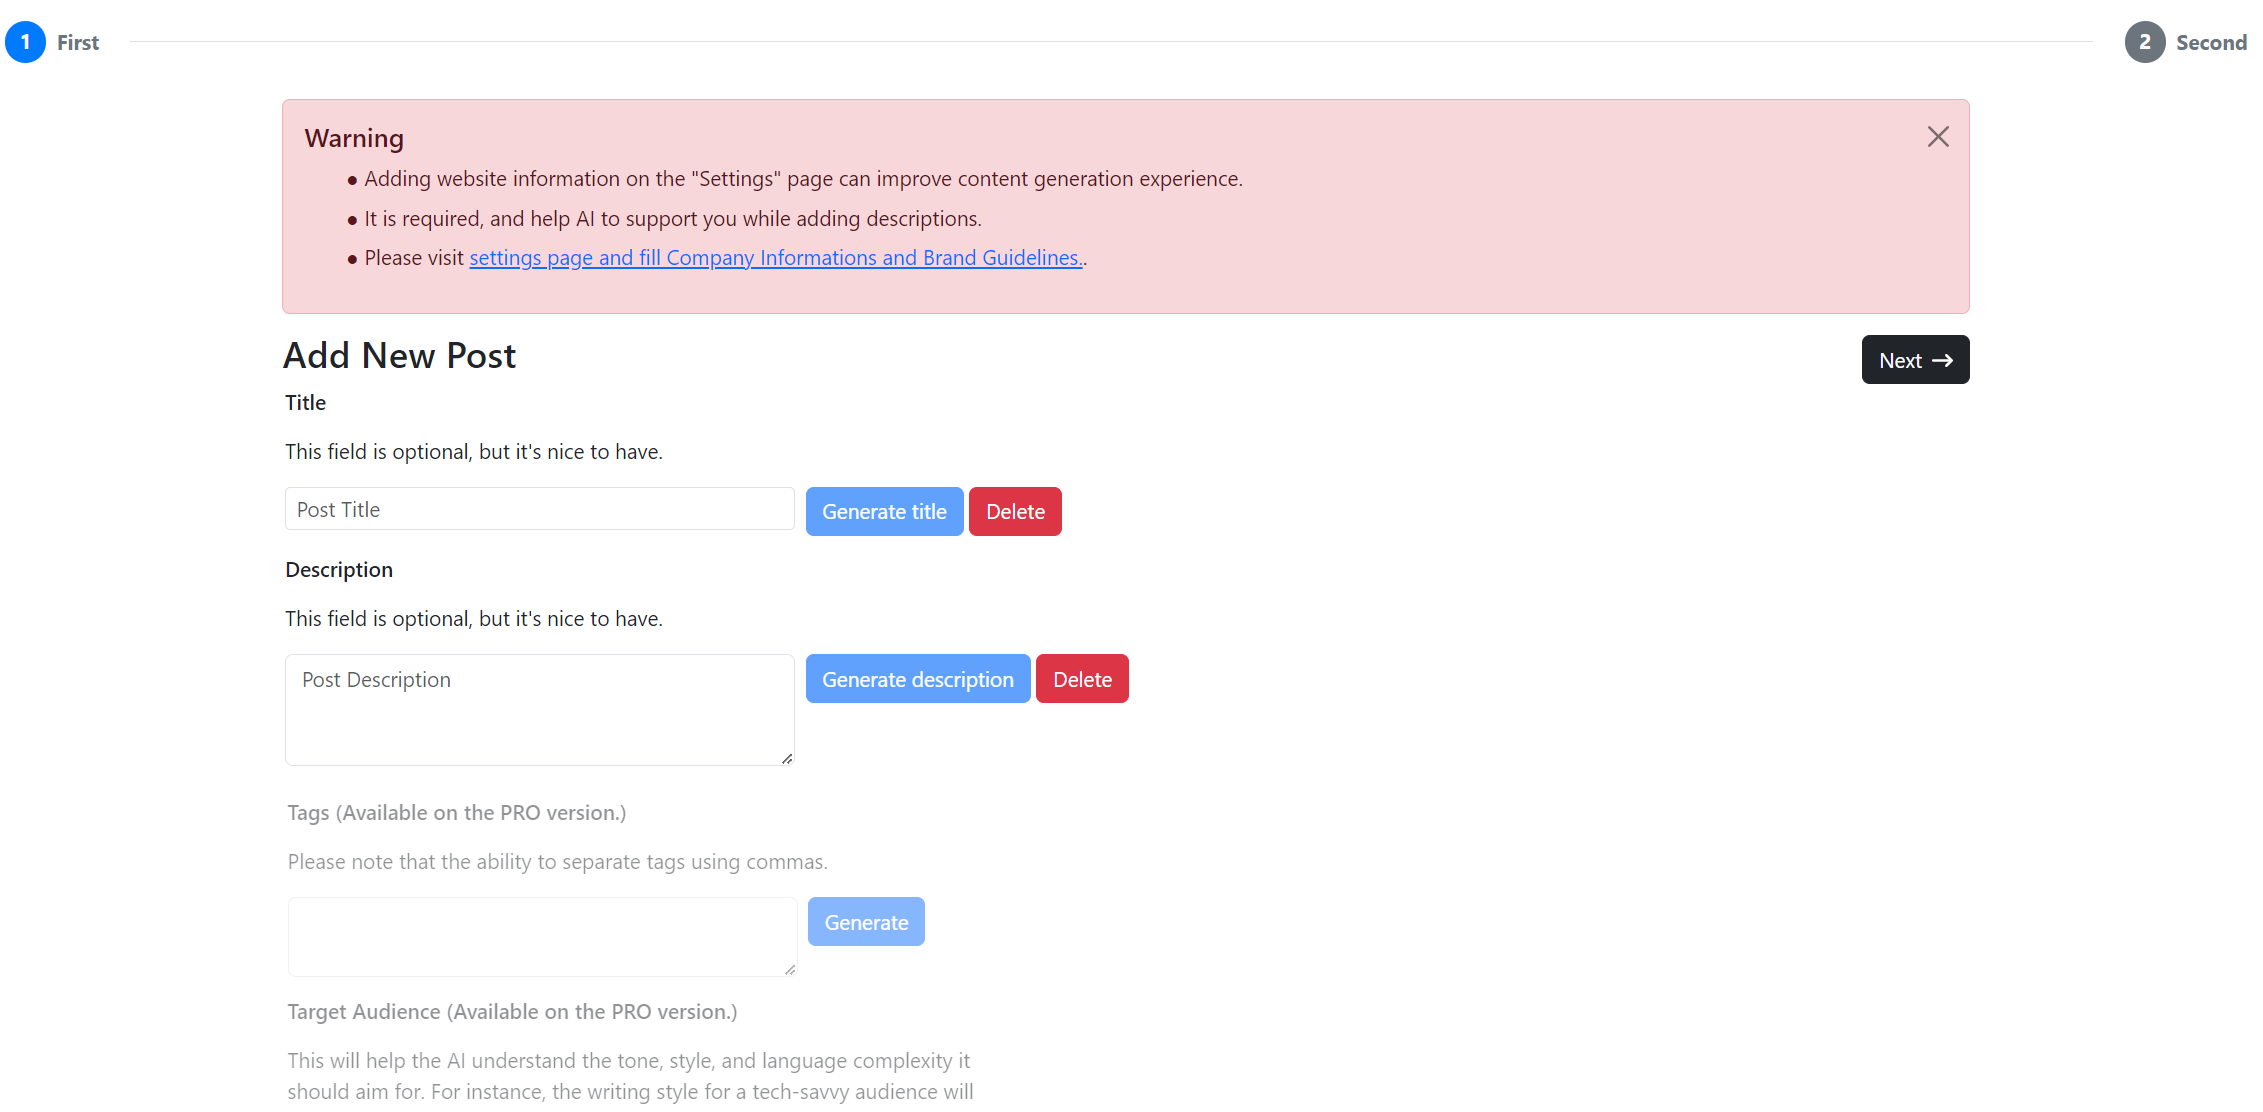 1 First
2 Second
Warning
● Adding website information on the "Settings" page can improve content generation experience.
● It is required, and help AI to support you while adding descriptions.
● Please visit settings page and fill Company Informations and Brand Guidelines..
Add New Post
Next →
Title
This field is optional, but it's nice to have.
Post Title
Generate title
Delete
Description
This field is optional, but it's nice to have.
Post Description
Generate description
Delete
Tags (Available on the PRO version.)
Please note that the ability to separate tags using commas.
Generate
Target Audience (Available on the PRO version.)
This will help the AI understand the tone, style, and language complexity it
should aim for. For instance, the writing style for a tech-savvy audience will